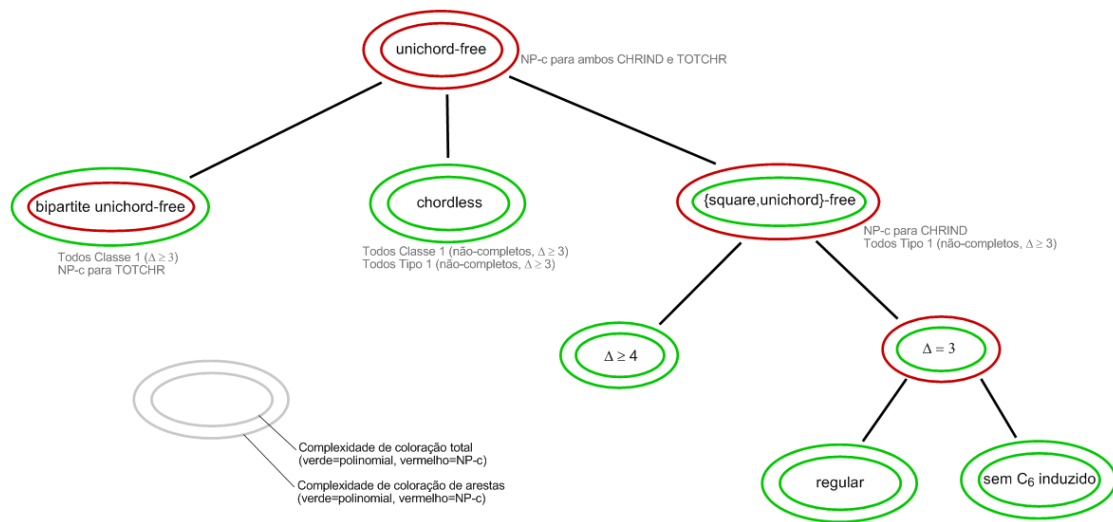 unichord-free
NP-c para ambos CHRIND e TOTCHR
bipartite unichord-free
Todos Classe 1 (Δ ≥ 3)
NP-c para TOTCHR
chordless
Todos Classe 1 (não-completos, Δ ≥ 3)
Todos Tipo 1 (não-completos, Δ ≥ 3)
{square,unichord}-free
NP-c para CHRIND
Todos Tipo 1 (não-completos, Δ ≥ 3)
Δ ≥ 4
Δ = 3
regular
sem C₆ induzido
Complexidade de coloração total
(verde=polinomial, vermelho=NP-c)
Complexidade de coloração de arestas
(verde=polinomial, vermelho=NP-c)